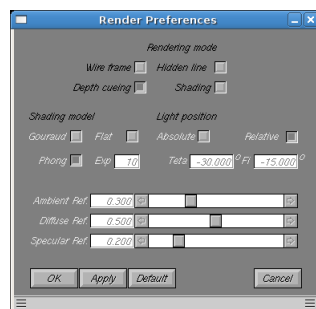 Render Preferences
Rendering mode
Wire frame Hidden line
Depth cueing Shading
Shading model Light position
Gouraud Flat Absolute Relative
Phong Exp 10 Teta -30.000 O Fi -15.000 O
Ambient Ref. 0.300
Diffuse Ref. 0.500
Specular Ref. 0.200
OK Apply Default Cancel